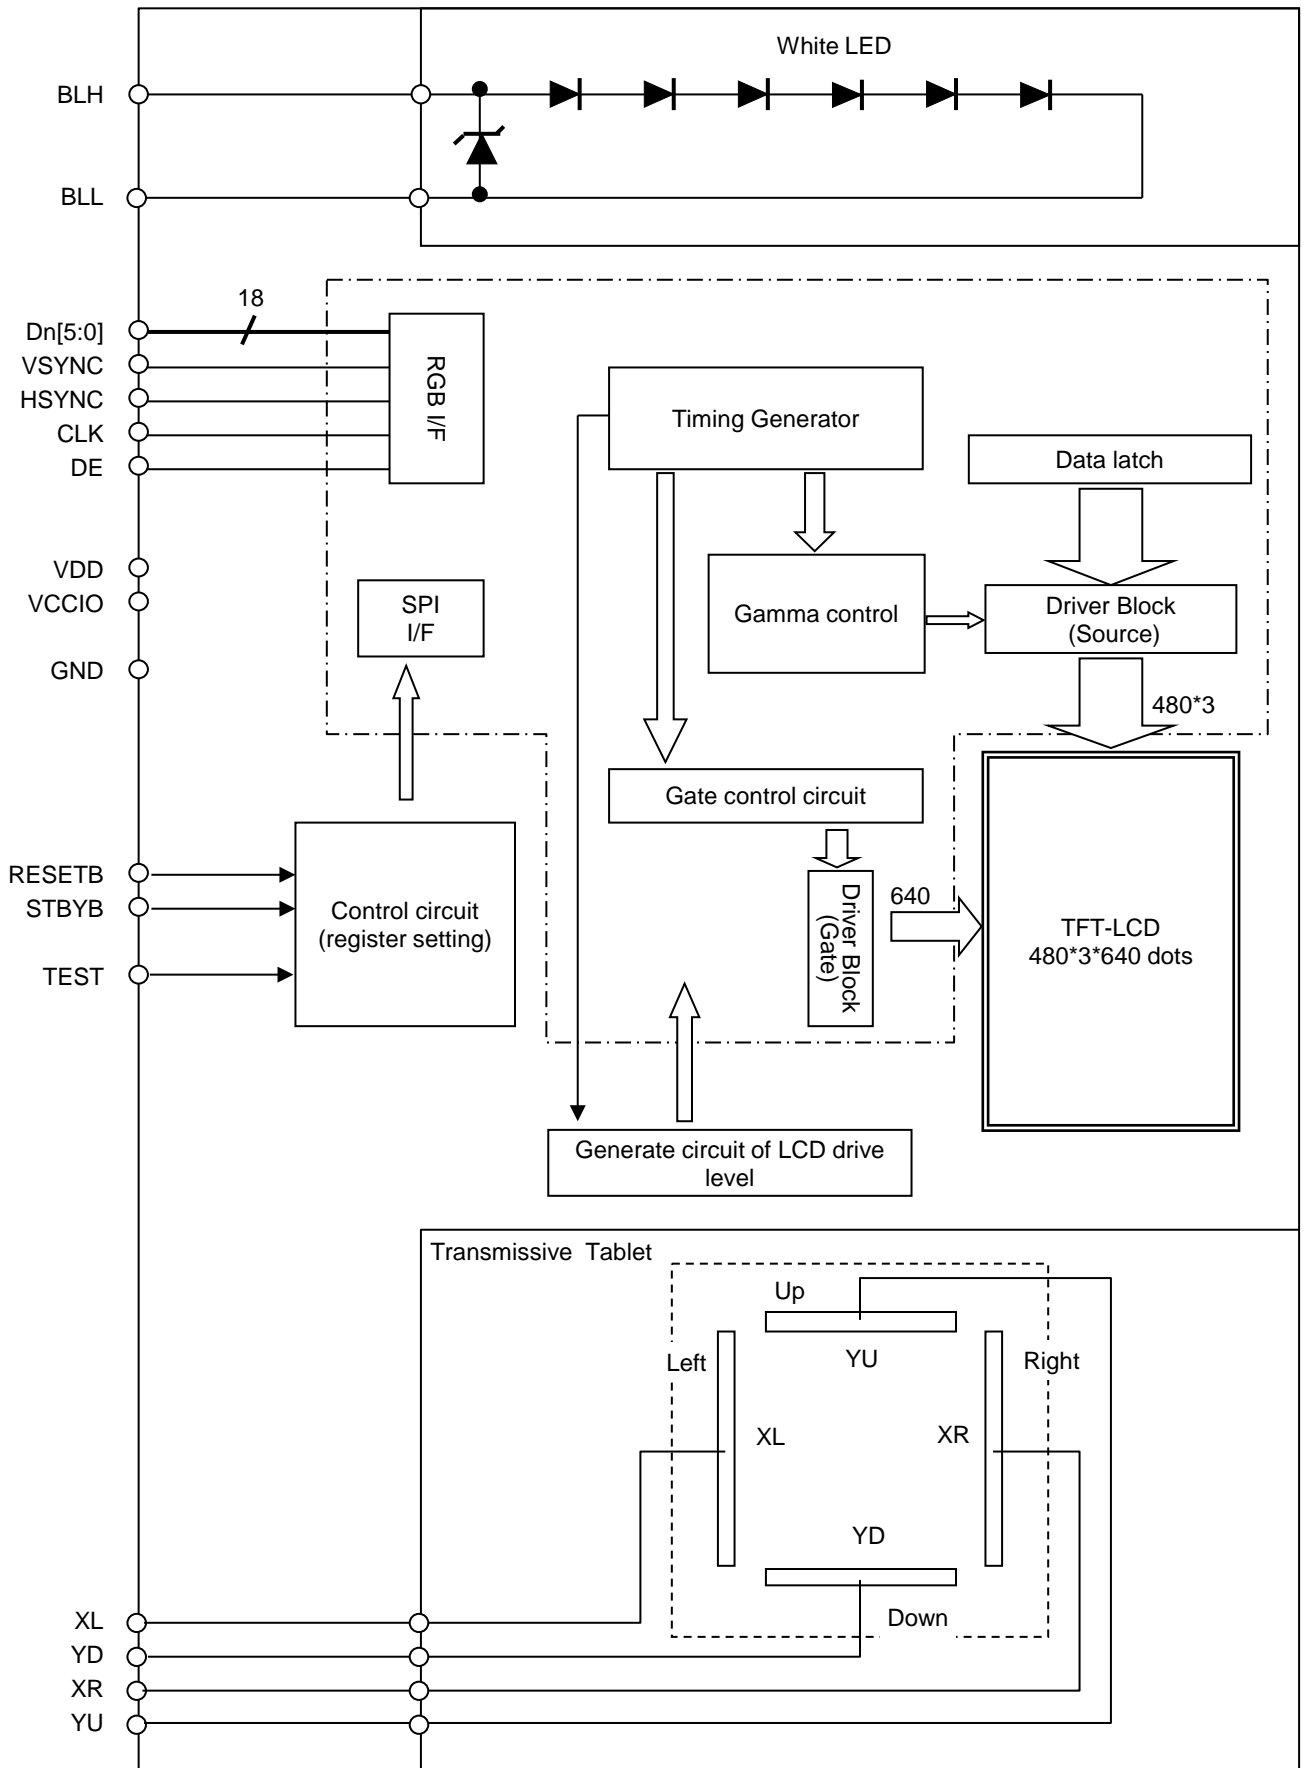 White LED
BLH
BLL
18
Dn[5:0]
VSYNC
HSYNC
CLK
DE
RGB I/F
Timing Generator
Data latch
VDD
VCCIO
GND
SPI
I/F
Gamma control
Driver Block
(Source)
480*3
Gate control circuit
RESETB
STBYB
TEST
Control circuit
(register setting)
Driver Block
(Gate)
640
TFT-LCD
480*3*640 dots
Generate circuit of LCD drive
level
Transmissive Tablet
Up
YU
Left
Right
XL
XR
YD
Down
XL
YD
XR
YU